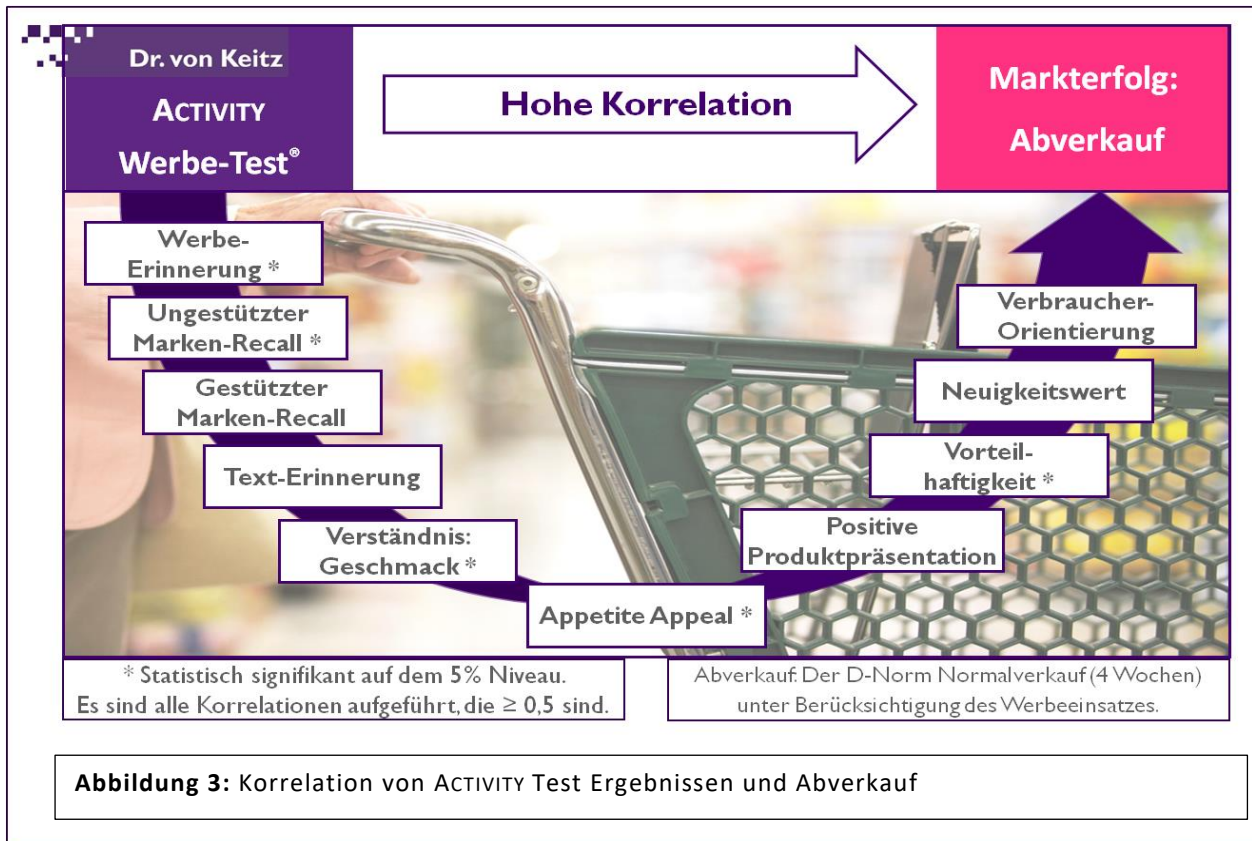 Dr. von Keitz
ACTIVITY
Werbe-Test®
Hohe Korrelation
Markterfolg:
Abverkauf
Werbe-
Erinnerung *
Ungestützter
Marken-Recall *
Gestützter
Marken-Recall
Text-Erinnerung
Verständnis:
Geschmack *
Appetite Appeal *
Positive
Produktpräsentation
Vorteil-
haftigkeit *
Neuigkeitswert
Verbraucher-
Orientierung
* Statistisch signifikant auf dem 5% Niveau.
Es sind alle Korrelationen aufgeführt, die ≥ 0,5 sind.
Abverkauf: Der D-Norm Normalverkauf (4 Wochen)
unter Berücksichtigung des Werbeeinsatzes.
Abbildung 3: Korrelation von ACTIVITY Test Ergebnissen und Abverkauf